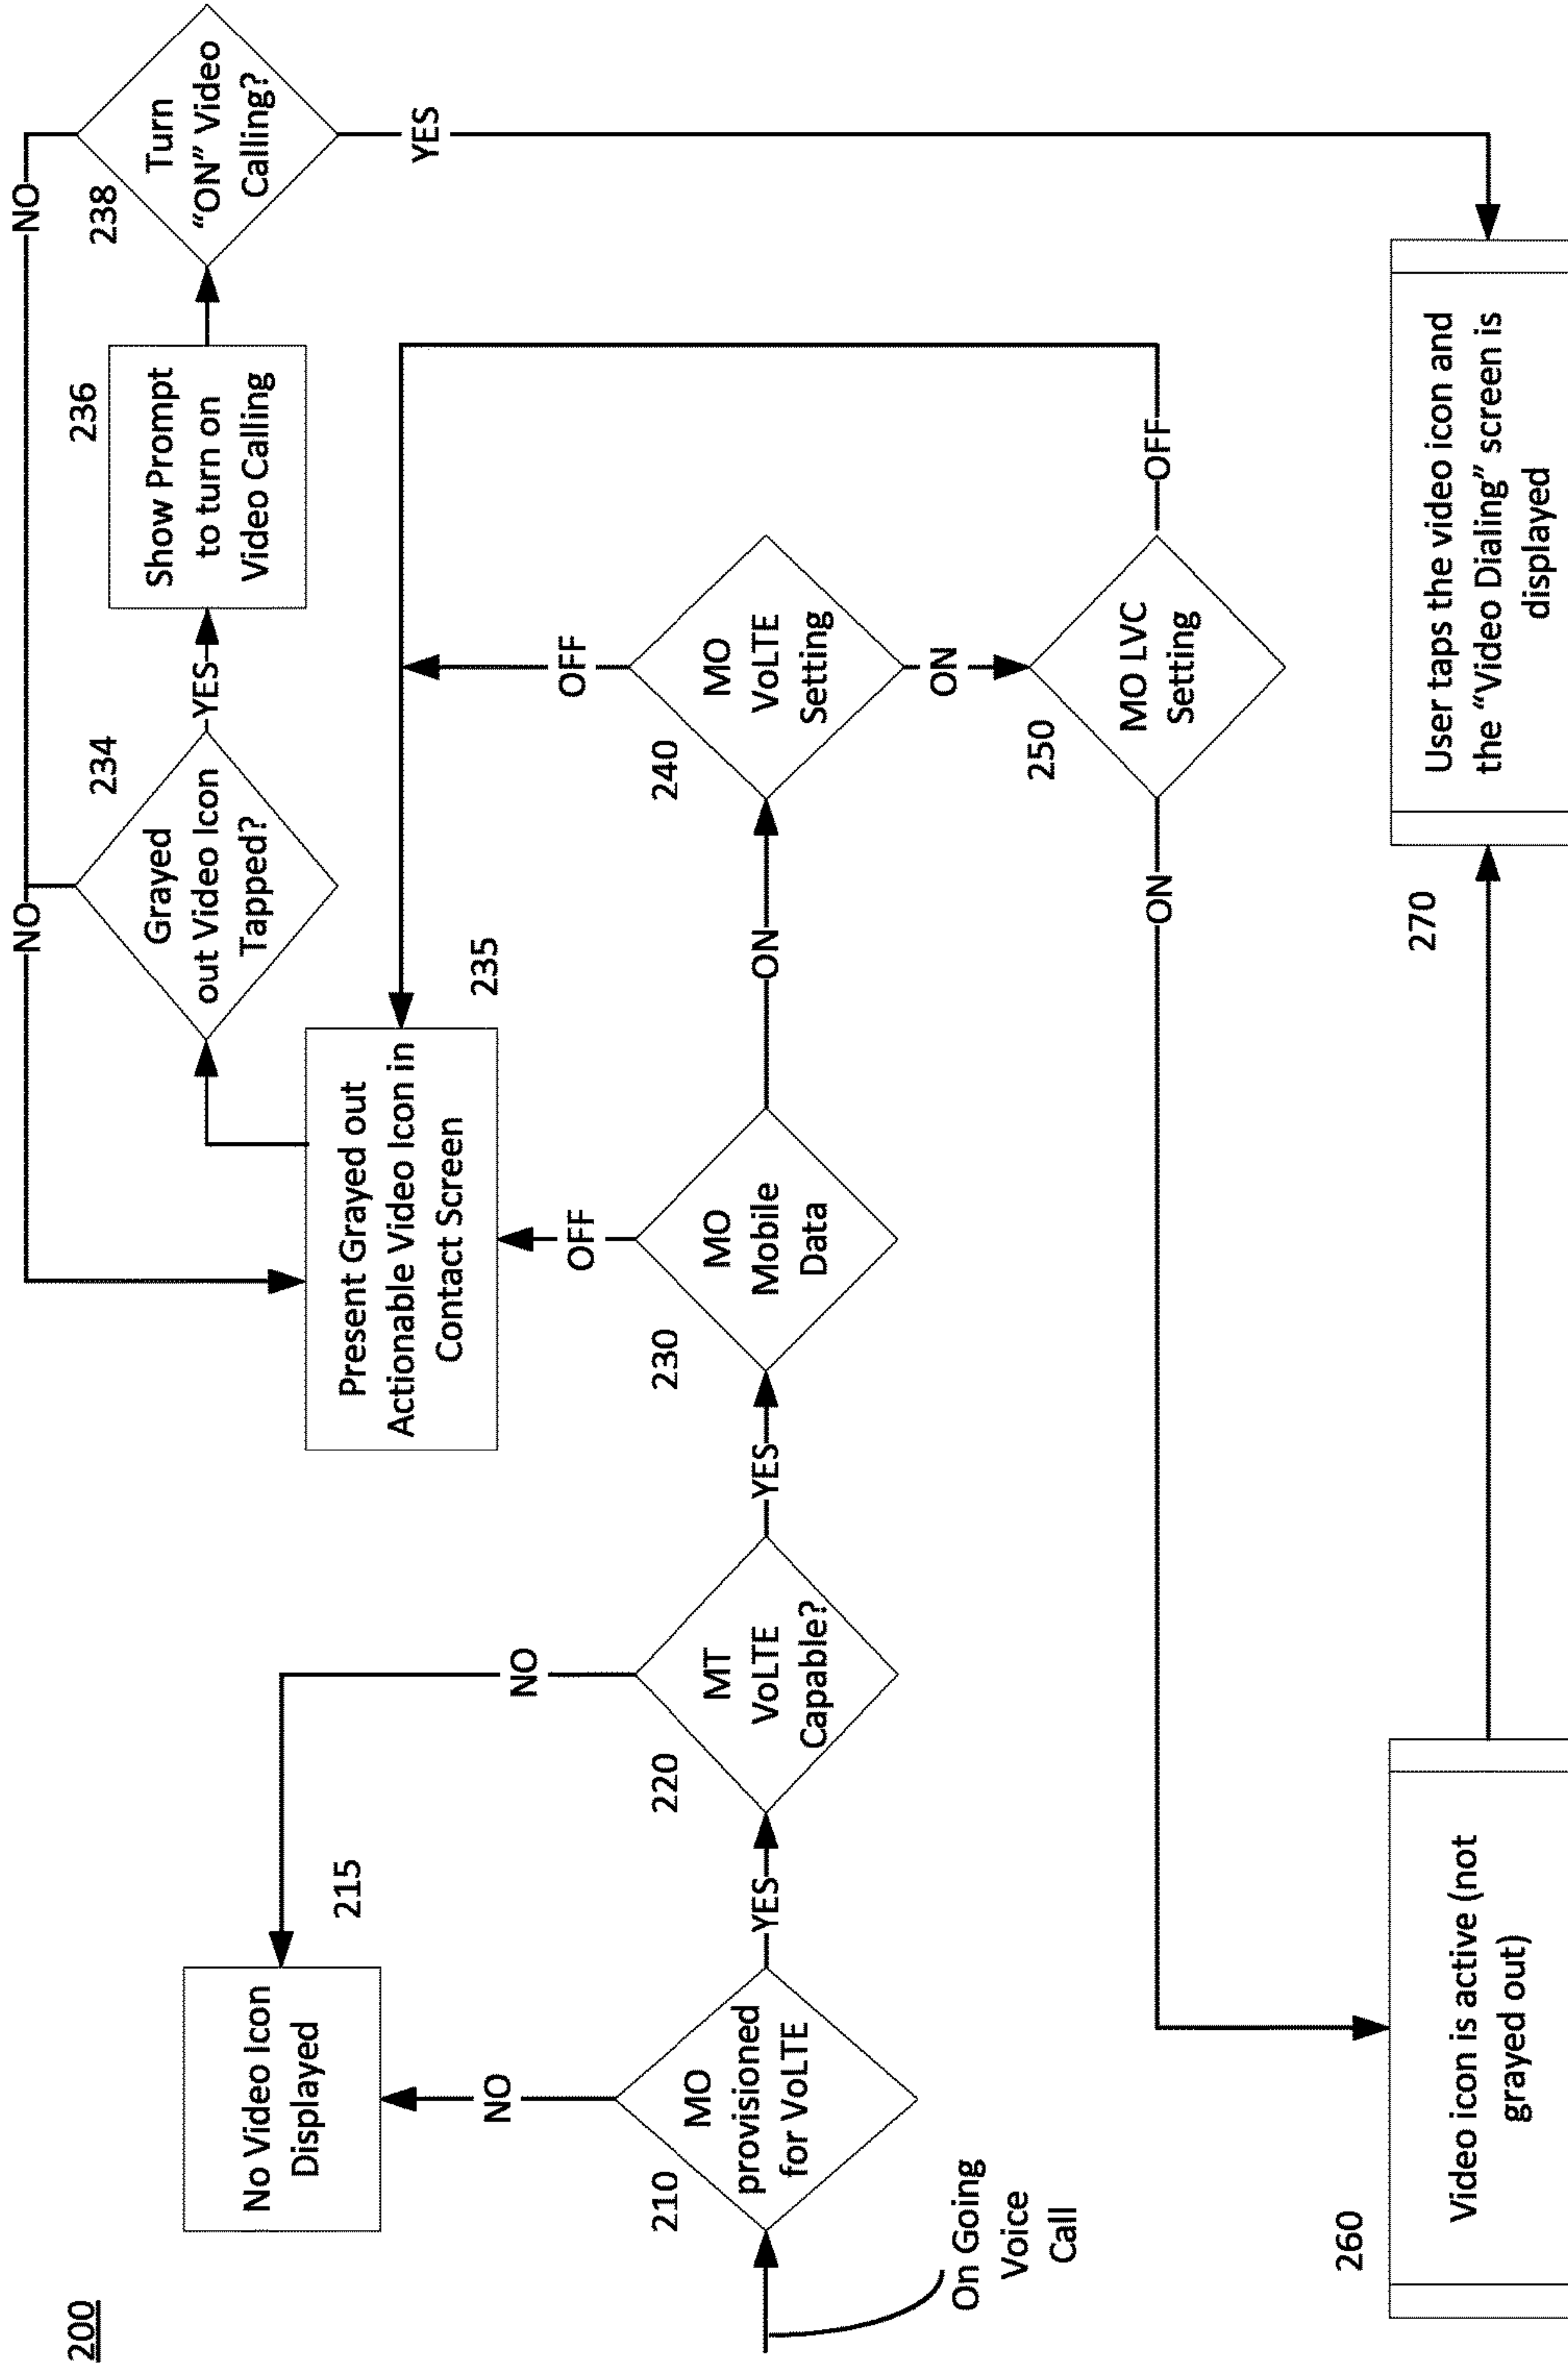 200
On Going
Voice
Call
210
MO
provisioned
for VoLTE
NO
YES
215
No Video Icon
Displayed
220
MT
VoLTE
Capable?
NO
YES
230
MO
Mobile
Data
OFF
ON
235
Present Grayed out
Actionable Video Icon in
Contact Screen
234
Grayed
out Video Icon
Tapped?
NO
YES
236
Show Prompt
to turn on
Video Calling
238
Turn
“ON” Video
Calling?
NO
YES
240
MO
VoLTE
Setting
OFF
ON
250
MO LVC
Setting
OFF
ON
260
Video icon is active (not
grayed out)
270
User taps the video icon and
the “Video Dialing” screen is
displayed